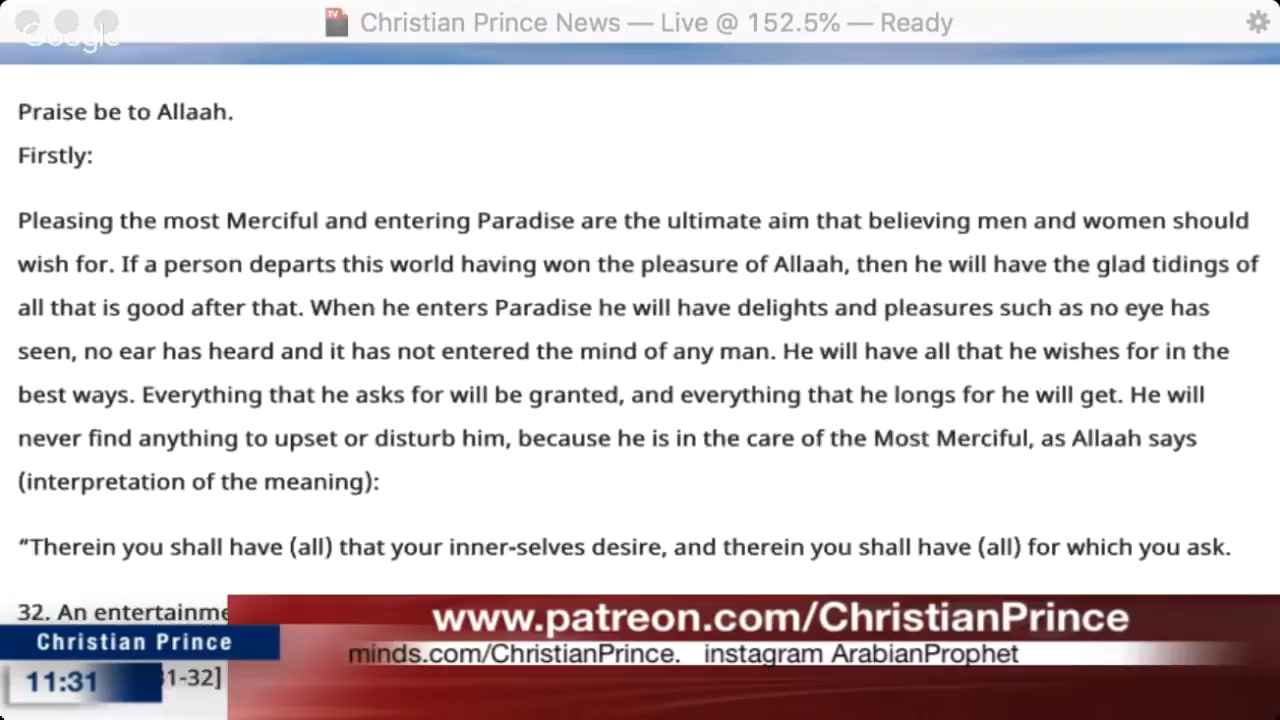 Christian Prince News — Live @ 152.5% — Ready
Google
Praise be to Allaah.
Firstly:
Pleasing the most Merciful and entering Paradise are the ultimate aim that believing men and women should
wish for. If a person departs this world having won the pleasure of Allaah, then he will have the glad tidings of
all that is good after that. When he enters Paradise he will have delights and pleasures such as no eye has
seen, no ear has heard and it has not entered the mind of any man. He will have all that he wishes for in the
best ways. Everything that he asks for will be granted, and everything that he longs for he will get. He will
never find anything to upset or disturb him, because he is in the care of the Most Merciful, as Allaah says
(interpretation of the meaning):
“Therein you shall have (all) that your inner-selves desire, and therein you shall have (all) for which you ask.
32. An entertainme
www.patreon.com/ChristianPrince
Christian Prince
minds.com/ChristianPrince. instagram ArabianProphet
11:31
1-32]